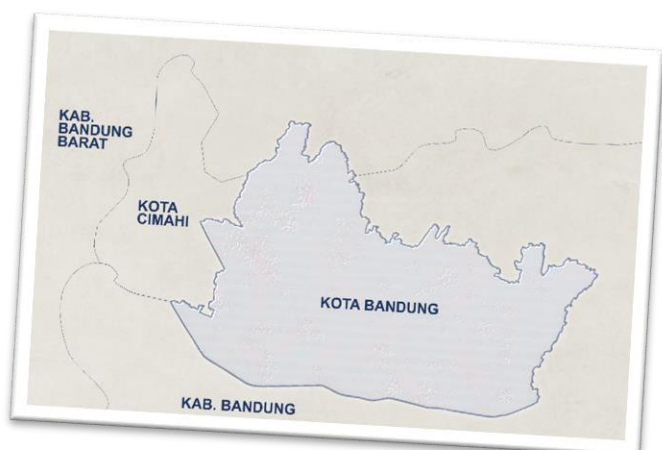 KAB.
BANDUNG
BARAT
KOTA
CIMAHI
KOTA BANDUNG
KAB. BANDUNG